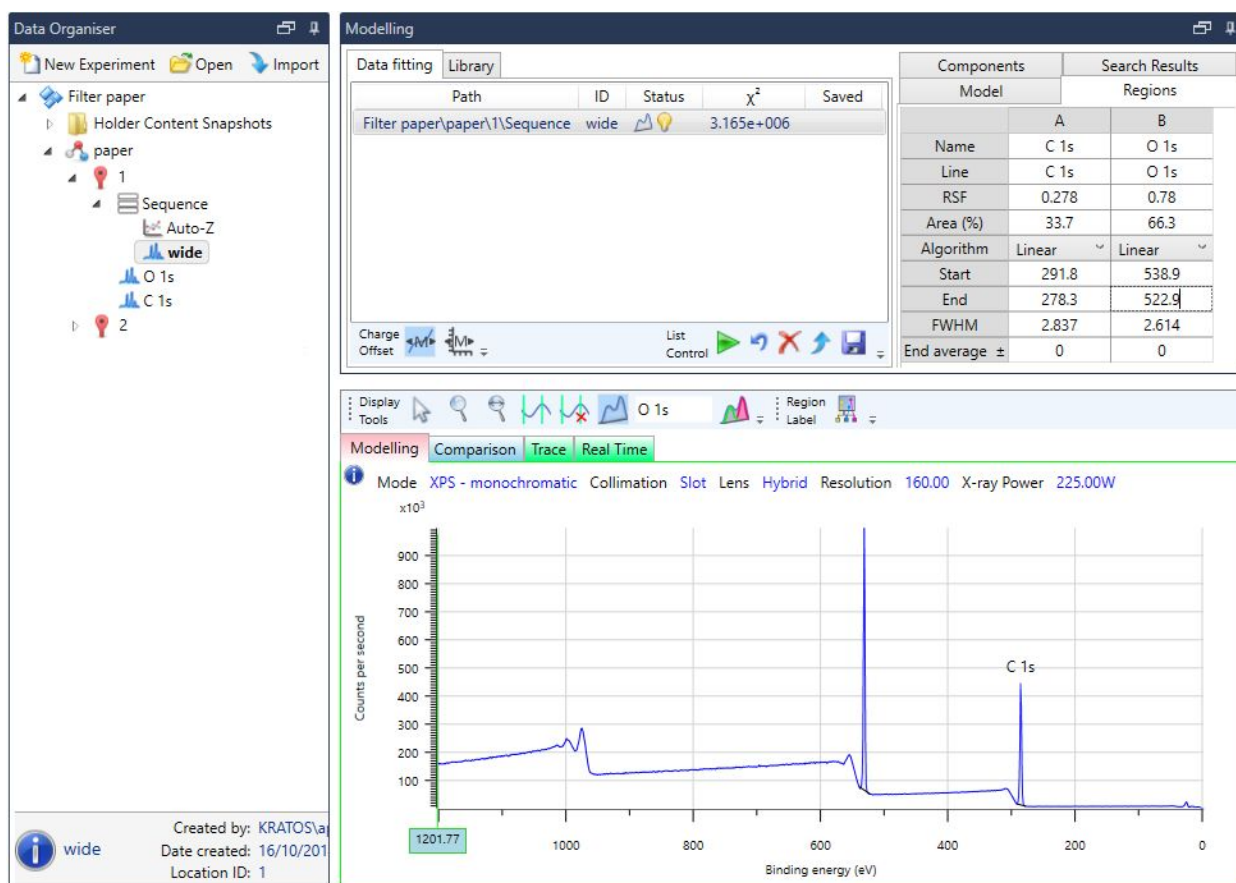 Data Organiser
New Experiment Open Import
Filter paper
Holder Content Snapshots
paper
1
Sequence
Auto-Z
wide
O 1s
C 1s
2
wide
Created by: KRATOS\a
Date created: 16/10/201
Location ID: 1
Modelling
Data fitting Library
Path ID Status χ² Saved
Filter paper\paper\1\Sequence wide 3.165e+006
Charge Offset
List Control
Components Search Results
Model Regions
A B
Name C 1s O 1s
Line C 1s O 1s
RSF 0.278 0.78
Area (%) 33.7 66.3
Algorithm Linear Linear
Start 291.8 538.9
End 278.3 522.9
FWHM 2.837 2.614
End average ± 0 0
Display Tools
O 1s
Region Label
Modelling Comparison Trace Real Time
Mode XPS - monochromatic Collimation Slot Lens Hybrid Resolution 160.00 X-ray Power 225.00W
x10³
900
800
700
600
500
400
300
200
100
Counts per second
C 1s
1201.77
1000 800 600 400 200 0
Binding energy (eV)